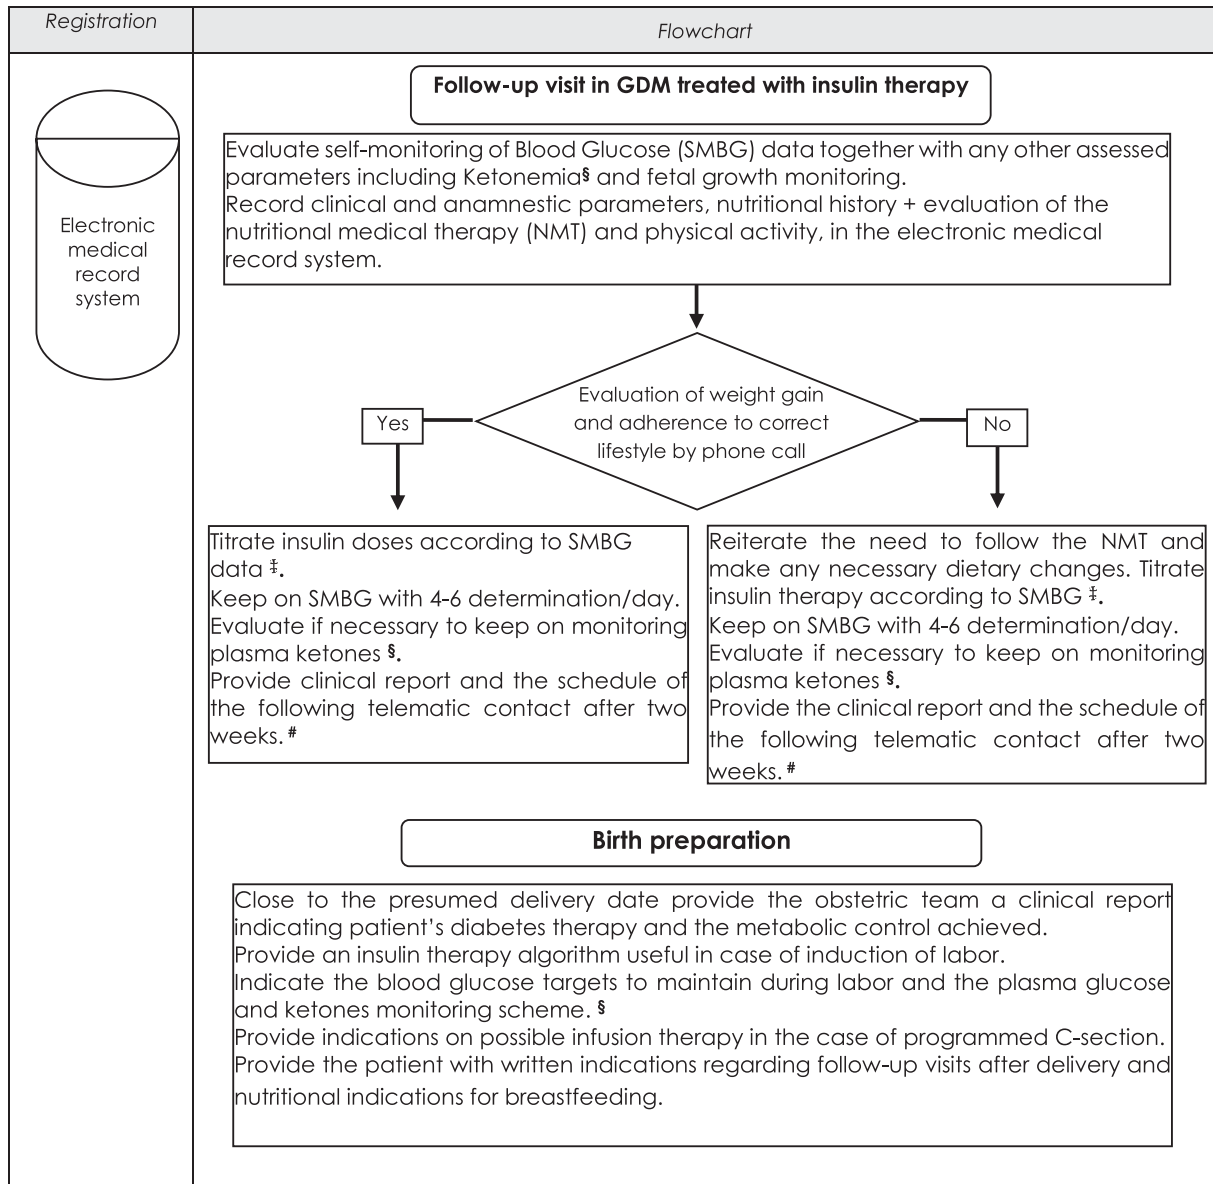 Registration
Flowchart
Electronic
medical
record
system
Follow-up visit in GDM treated with insulin therapy
Evaluate self-monitoring of Blood Glucose (SMBG) data together with any other assessed
parameters including Ketonemia§ and fetal growth monitoring.
Record clinical and anamnestic parameters, nutritional history + evaluation of the
nutritional medical therapy (NMT) and physical activity, in the electronic medical
record system.
Evaluation of weight gain
and adherence to correct
lifestyle by phone call
Yes
No
Titrate insulin doses according to SMBG
data ‡.
Keep on SMBG with 4-6 determination/day.
Evaluate if necessary to keep on monitoring
plasma ketones §.
Provide clinical report and the schedule of
the following telematic contact after two
weeks. #
Reiterate the need to follow the NMT and
make any necessary dietary changes. Titrate
insulin therapy according to SMBG ‡.
Keep on SMBG with 4-6 determination/day.
Evaluate if necessary to keep on monitoring
plasma ketones §.
Provide the clinical report and the schedule of
the following telematic contact after two
weeks. #
Birth preparation
Close to the presumed delivery date provide the obstetric team a clinical report
indicating patient's diabetes therapy and the metabolic control achieved.
Provide an insulin therapy algorithm useful in case of induction of labor.
Indicate the blood glucose targets to maintain during labor and the plasma glucose
and ketones monitoring scheme. §
Provide indications on possible infusion therapy in the case of programmed C-section.
Provide the patient with written indications regarding follow-up visits after delivery and
nutritional indications for breastfeeding.